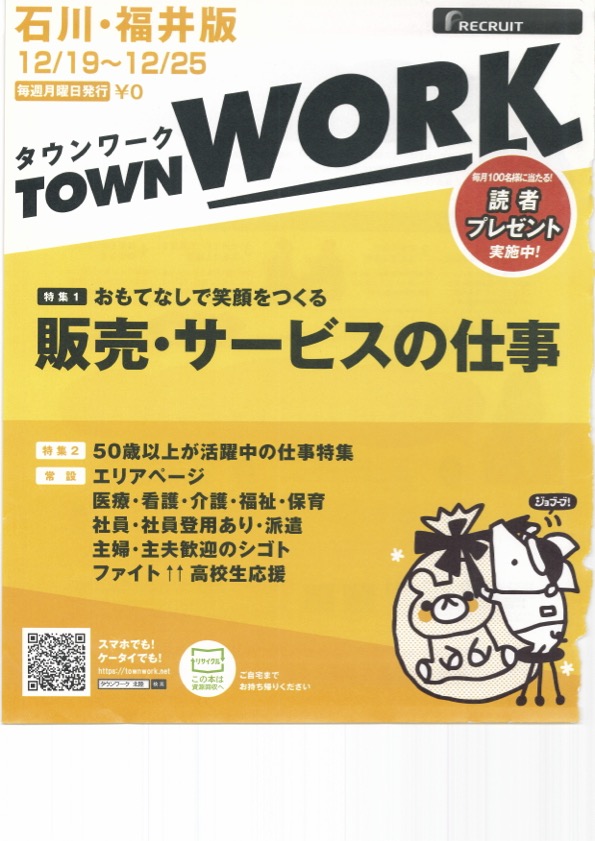 石川・福井版
12/19～12/25
毎週月曜日発行 ¥0
RECRUIT
タウンワーク
TOWN WORK
毎月100名様に当たる!
読者
プレゼント
実施中!
特集1 おもてなしで笑顔をつくる
販売・サービスの仕事
特集2 50歳以上が活躍中の仕事特集
常設 エリアページ
医療・看護・介護・福祉・保育
社員・社員登用あり・派遣
主婦・主夫歓迎のシゴト
ファイト↑↑高校生応援
ジョブーブ!
スマホでも!
ケータイでも!
https://townwork.net
タウンワーク 北陸 検索
リサイクル
この本は
資源回収へ
ご自宅まで
お持ち帰りください